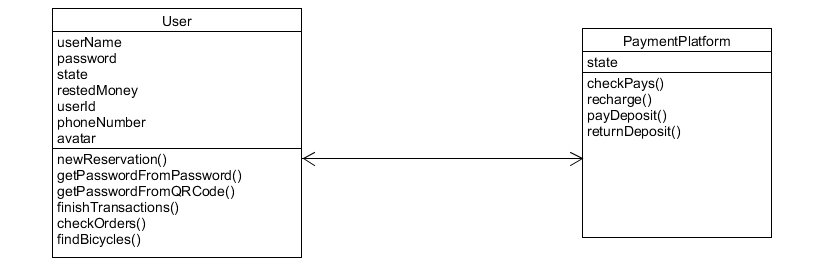 User
userName
password
state
restedMoney
userId
phoneNumber
avatar
newReservation()
getPasswordFromPassword()
getPasswordFromQRCode()
finishTransactions()
checkOrders()
findBicycles()
PaymentPlatform
state
checkPays()
recharge()
payDeposit()
returnDeposit()